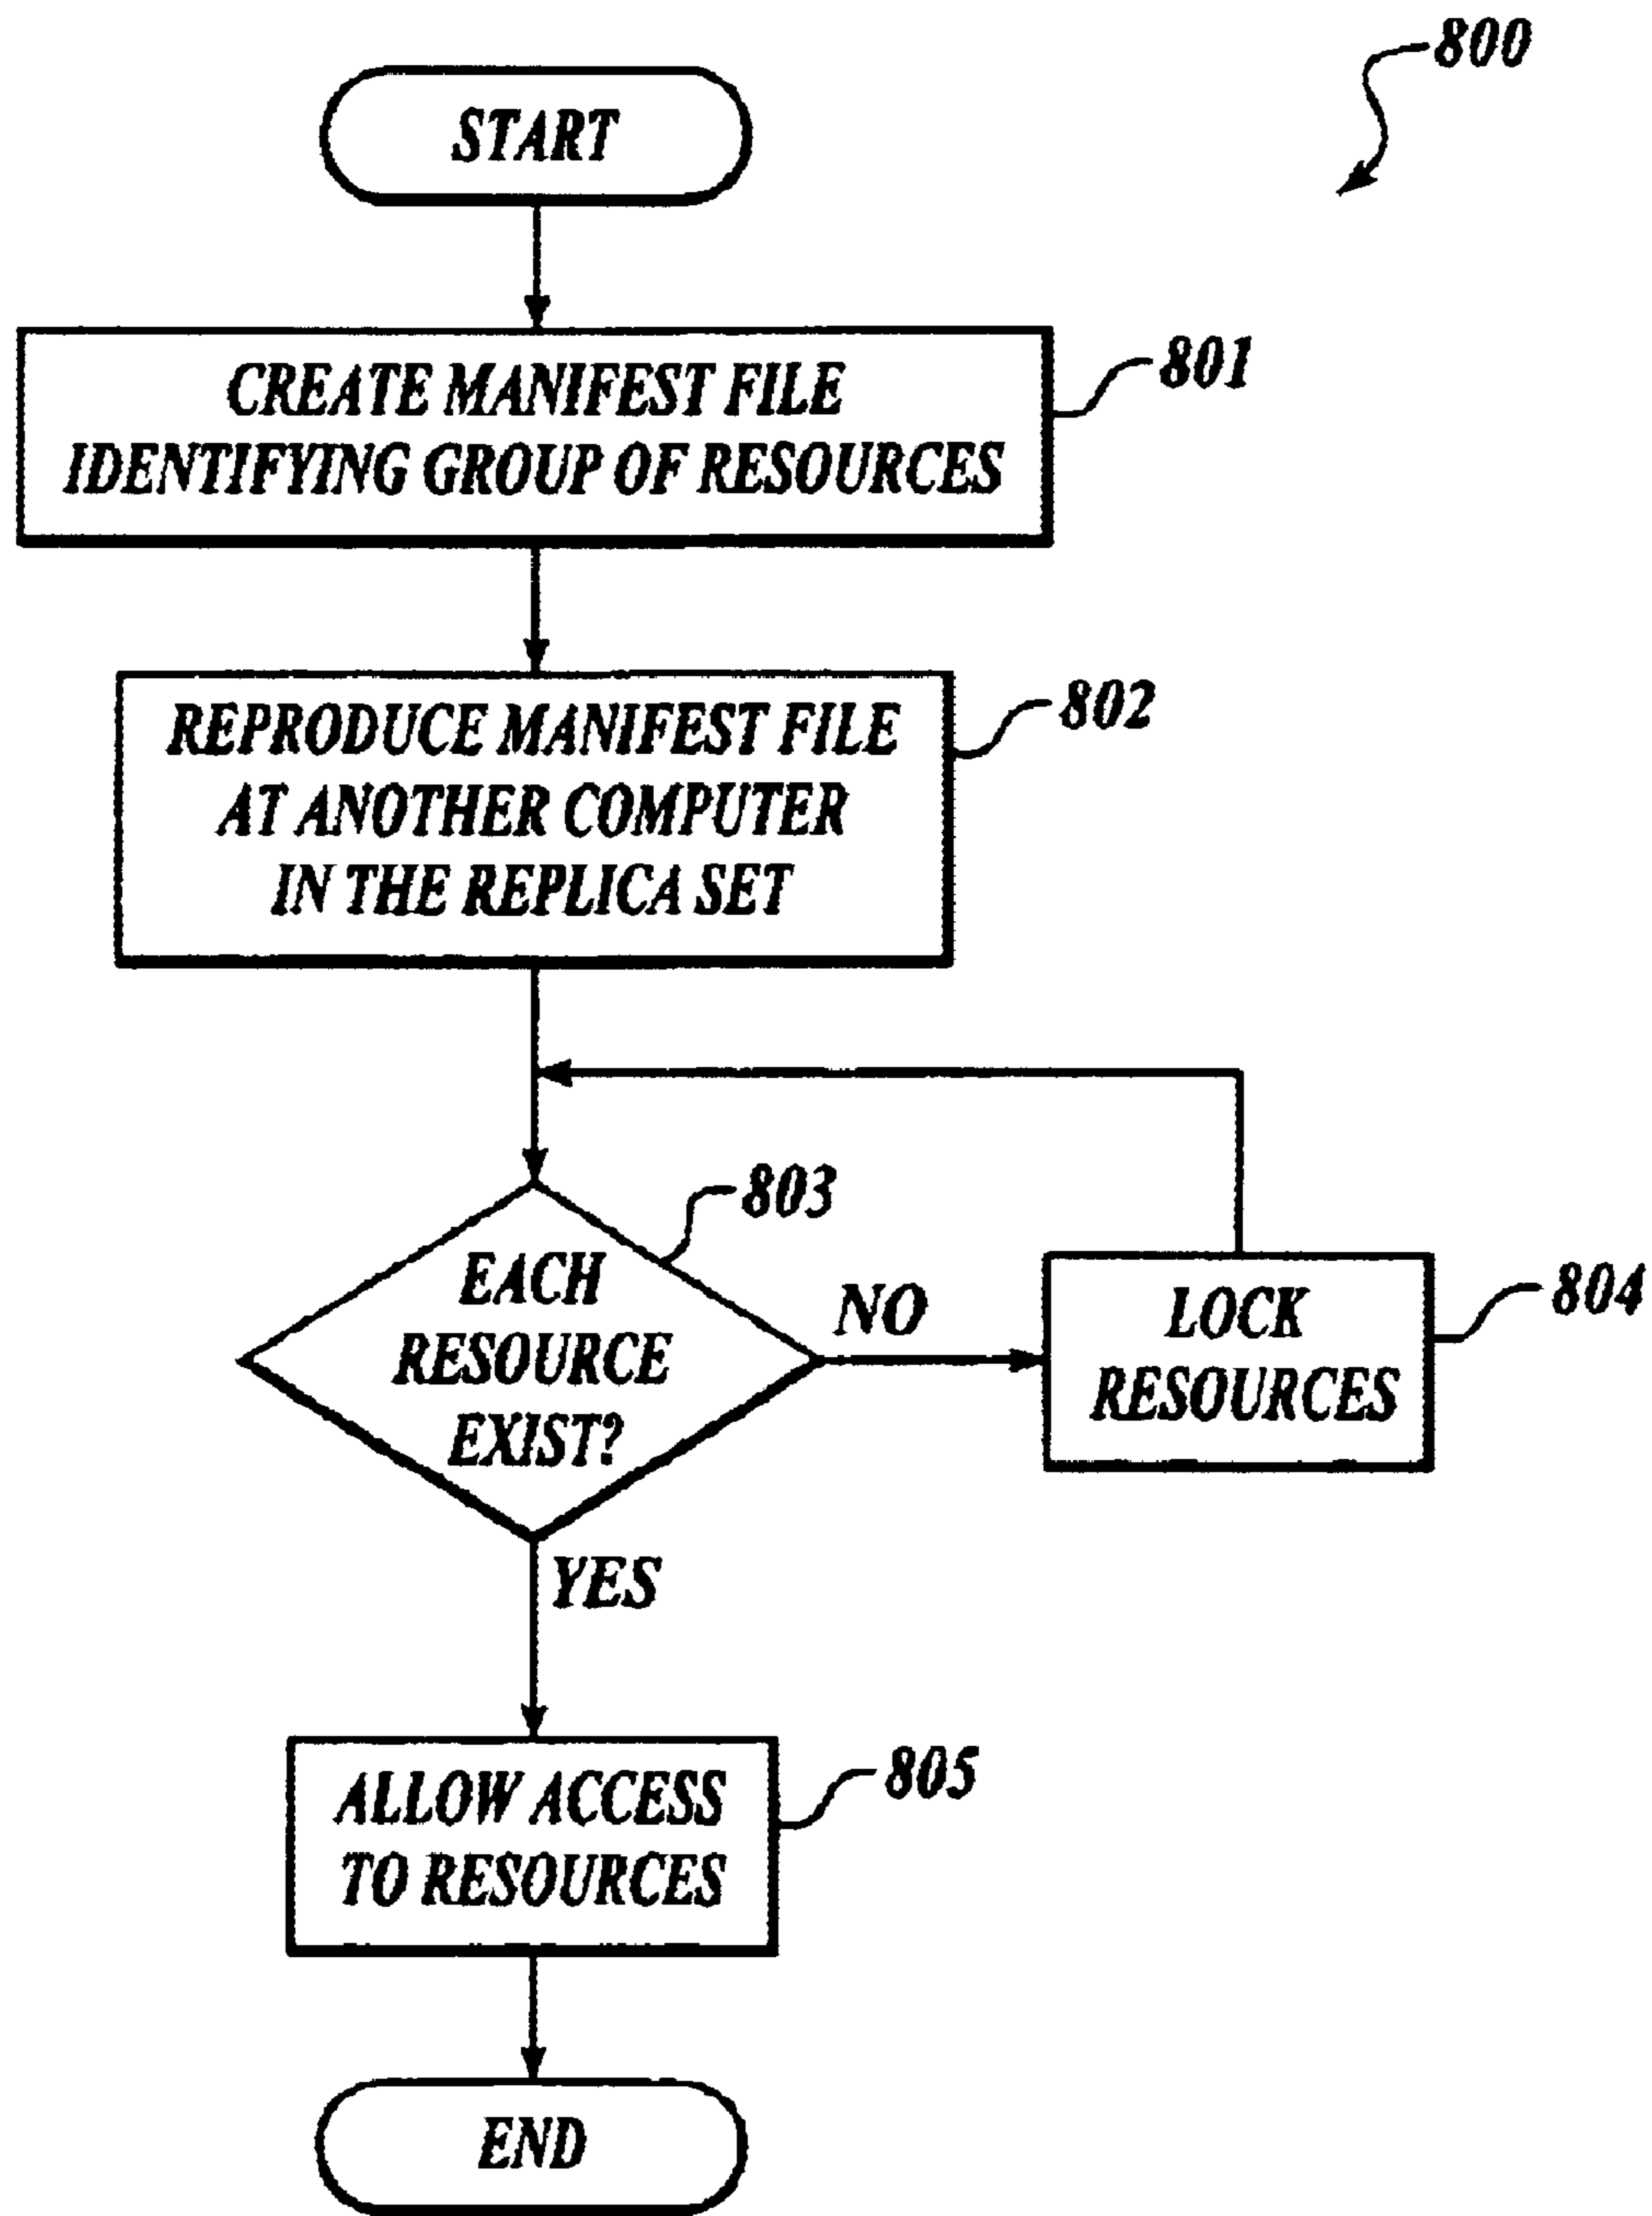 800
START
CREATE MANIFEST FILE
IDENTIFYING GROUP OF RESOURCES
801
REPRODUCE MANIFEST FILE
AT ANOTHER COMPUTER
IN THE REPLICA SET
802
EACH
RESOURCE
EXIST?
803
NO
LOCK
RESOURCES
804
YES
ALLOW ACCESS
TO RESOURCES
805
END